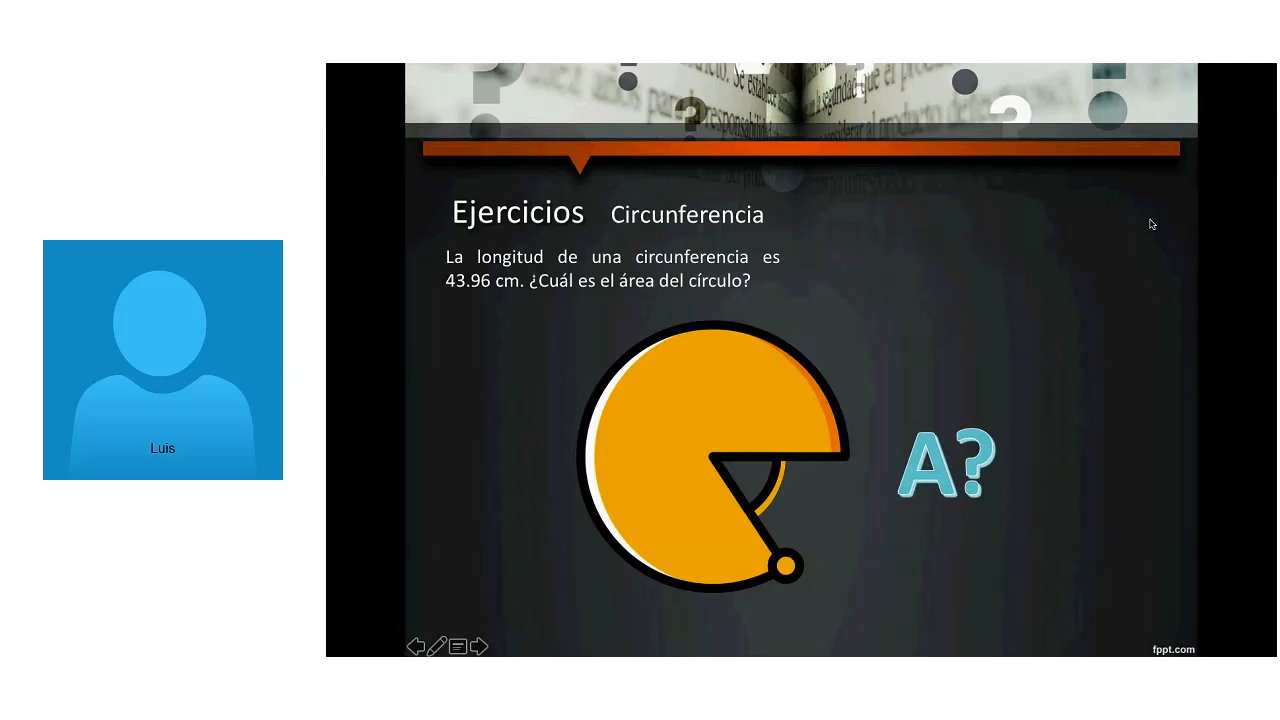 Ejercicios Circunferencia
La longitud de una circunferencia es
43.96 cm. ¿Cuál es el área del círculo?
Luis
A?
fppt.com